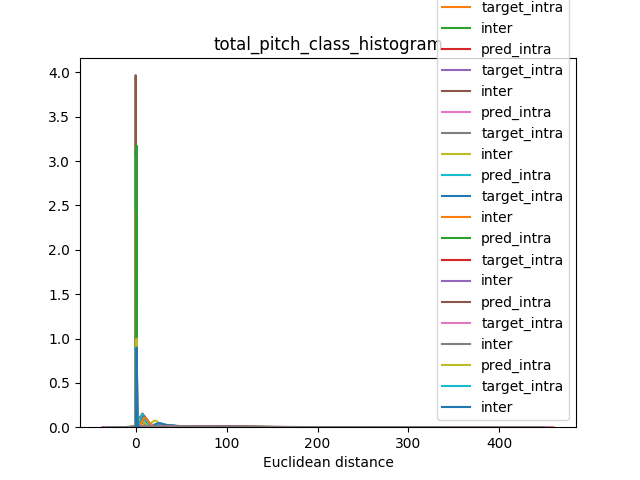 target_intra
inter
total_pitch_class_histogram
pred_intra
target_intra
inter
pred_intra
target_intra
inter
pred_intra
target_intra
inter
pred_intra
target_intra
inter
pred_intra
target_intra
inter
pred_intra
target_intra
inter
4.0
3.5
3.0
2.5
2.0
1.5
1.0
0.5
0.0
0
100
200
300
400
Euclidean distance